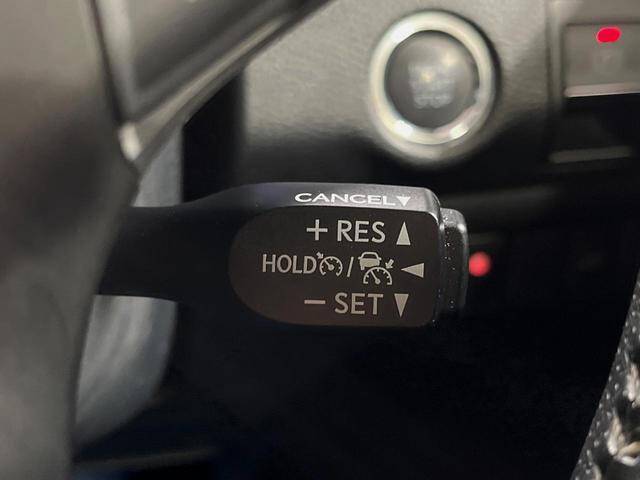 CANCEL▼
+ RES ▲
HOLD / ◀
− SET ▼